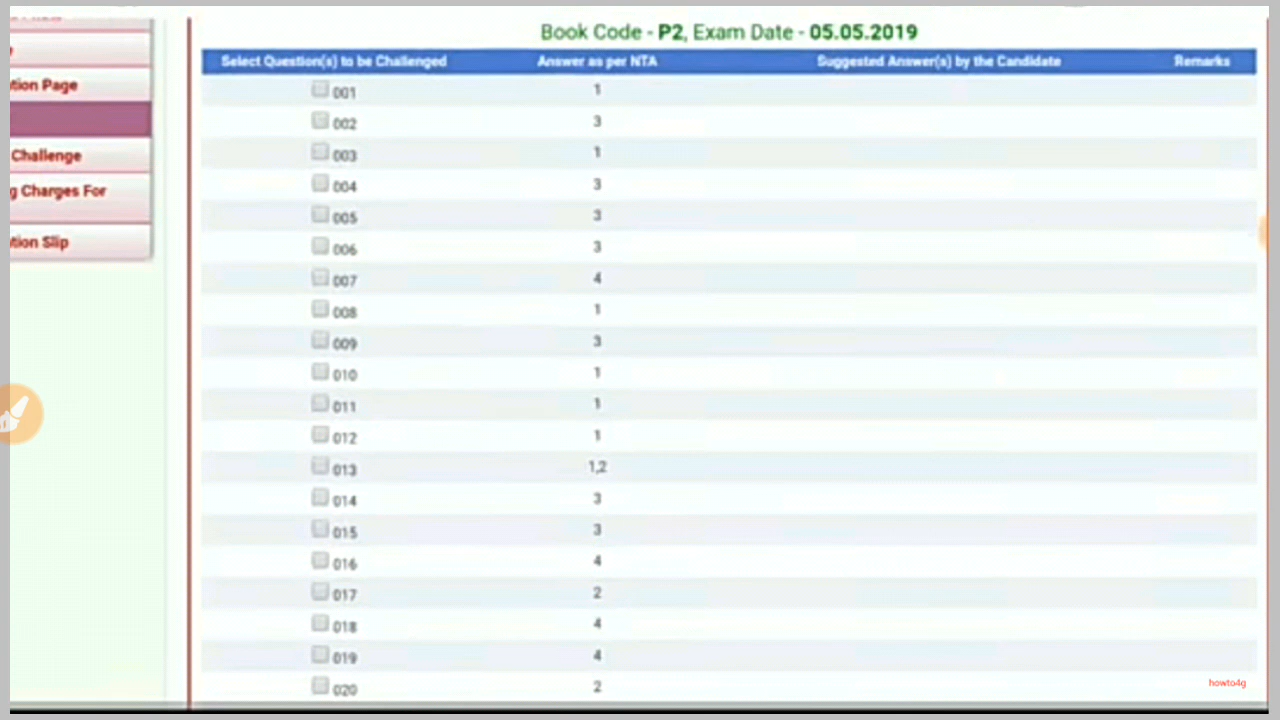 Book Code - P2, Exam Date - 05.05.2019
Select Question(s) to be Challenged Answer as per NTA Suggested Answer(s) by the Candidate Remarks
001 1
002 3
003 1
004 3
005 3
006 3
007 4
008 1
009 3
010 1
011 1
012 1
013 1,2
014 3
015 3
016 4
017 2
018 4
019 4
020 2
tion Page
Challenge
g Charges For
tion Slip
howto4g